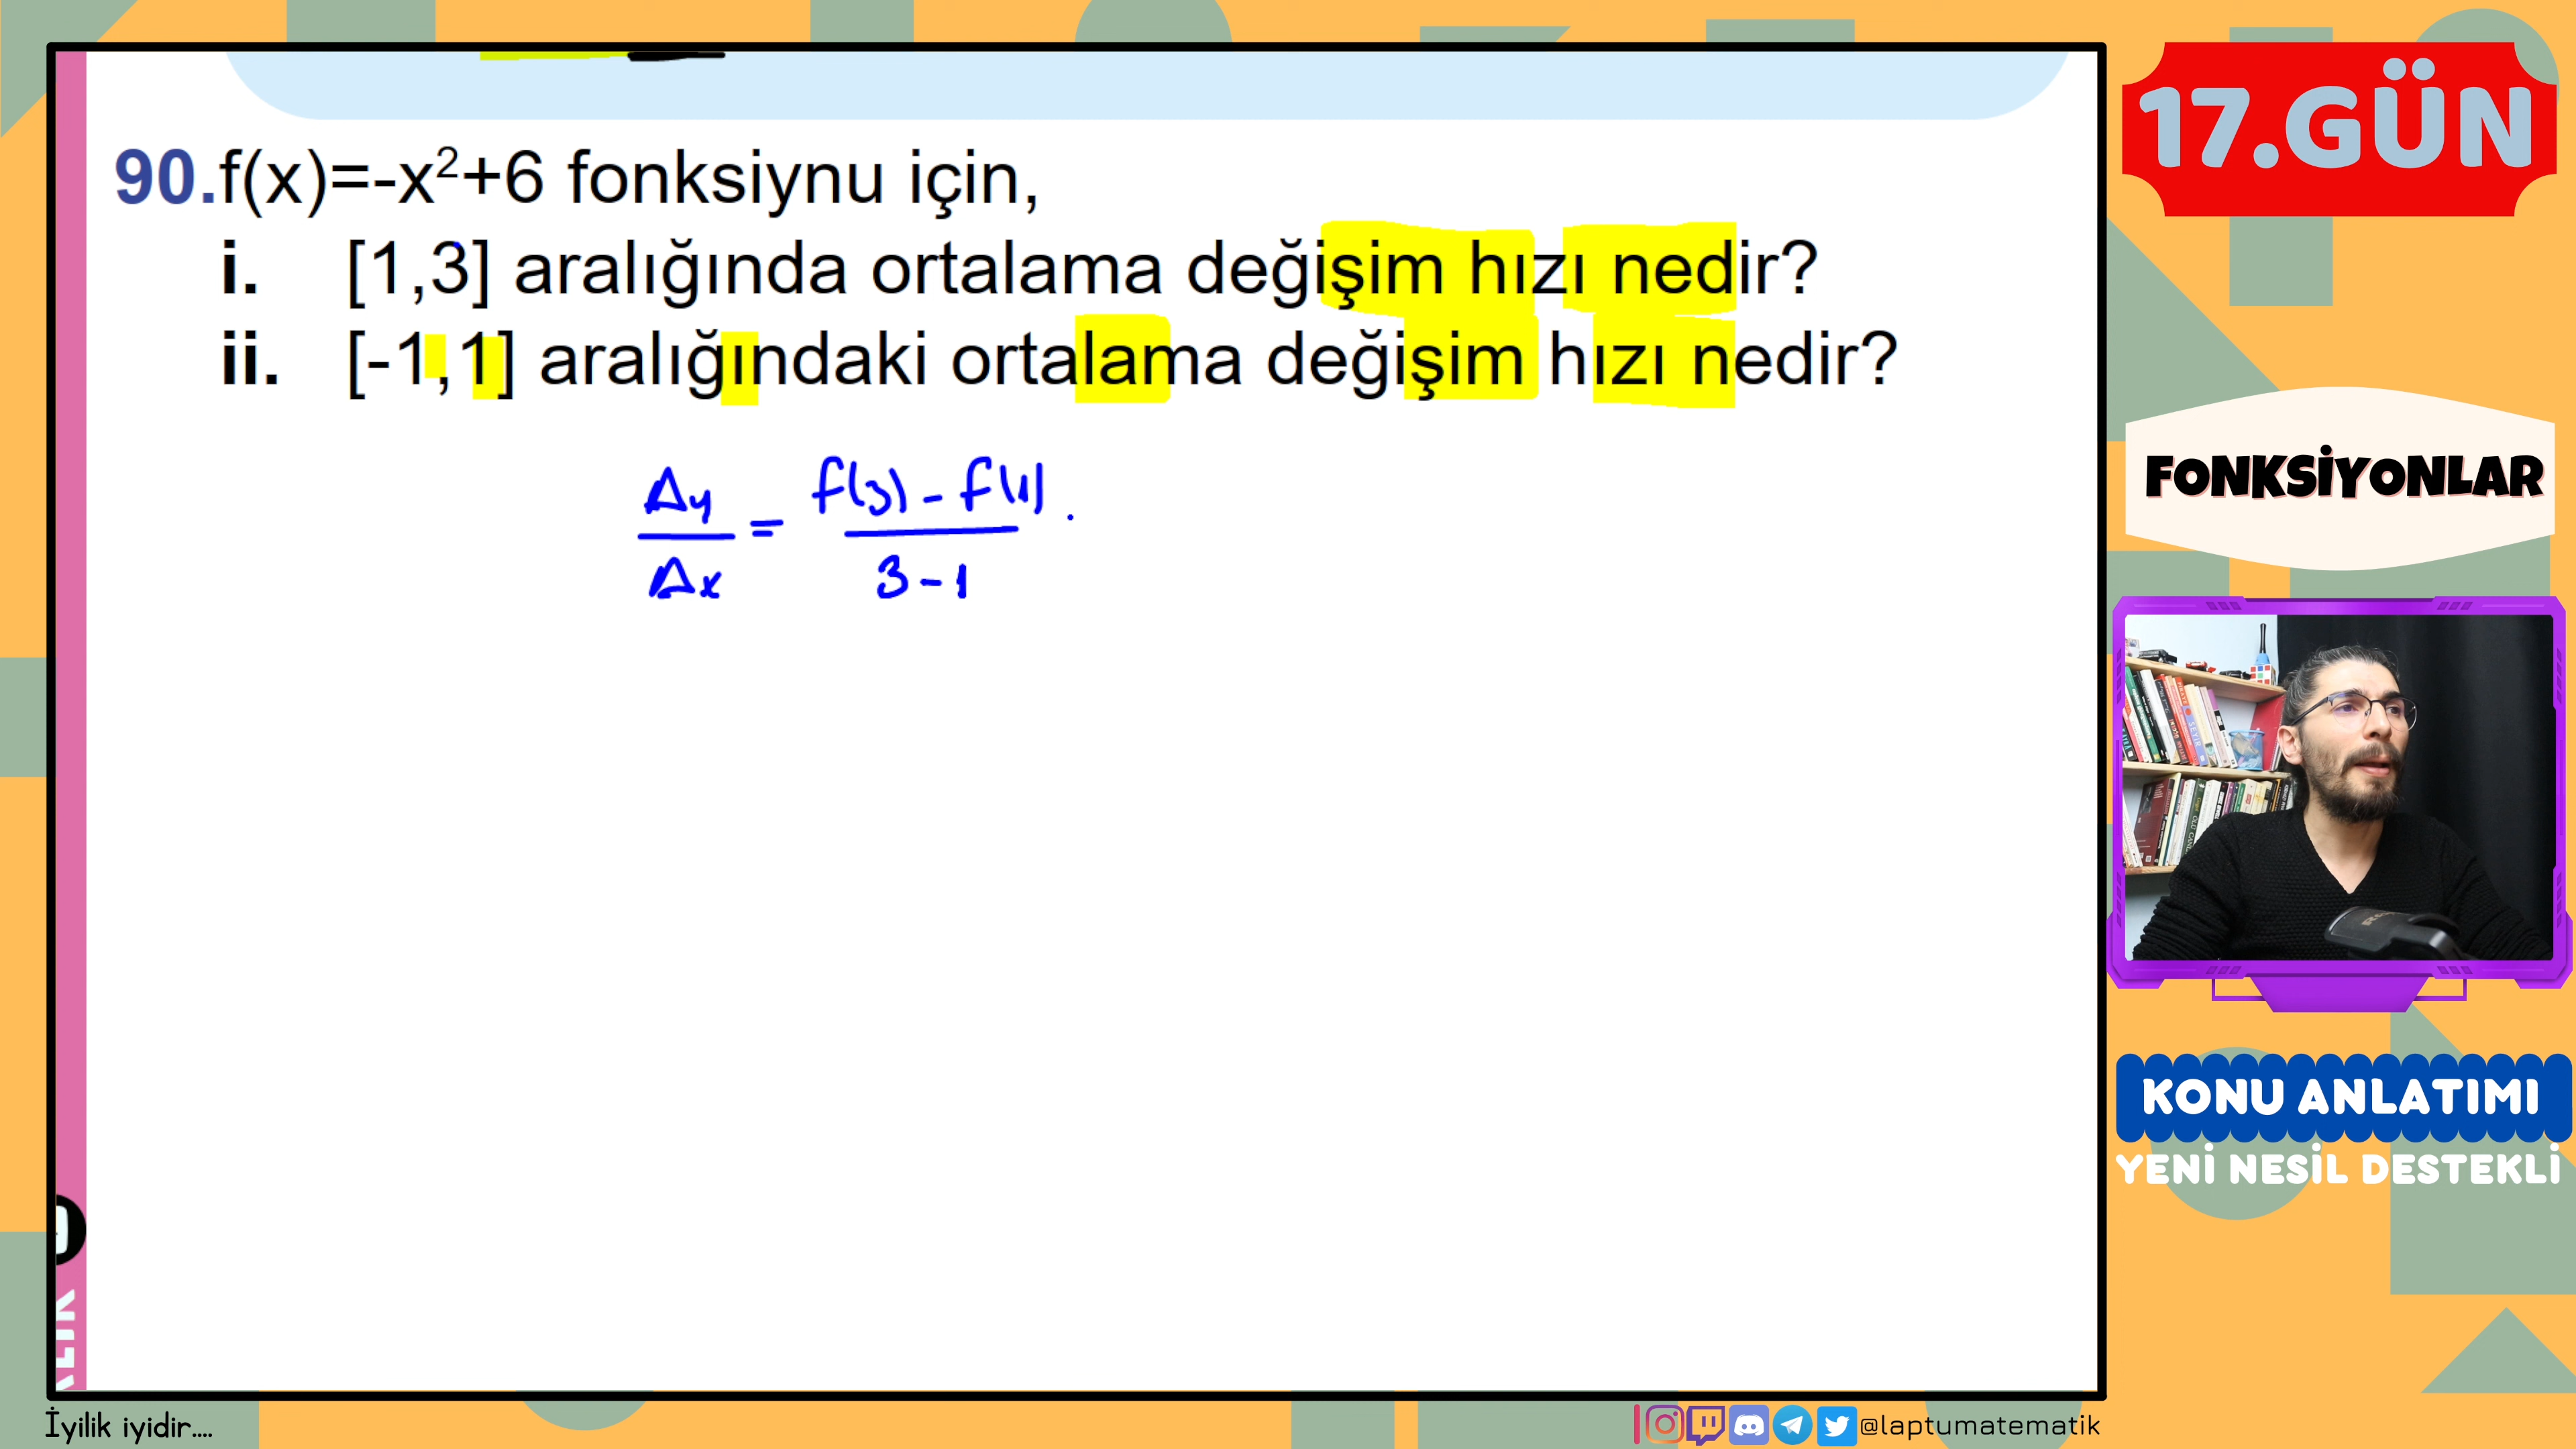 90.f(x)=-x²+6 fonksiynu için,
i. [1,3] aralığında ortalama değişim hızı nedir?
ii. [-1,1] aralığındaki ortalama değişim hızı nedir?
Δy/Δx = f(3) - f(1)/3-1
17.GÜN
FONKSİYONLAR
KONU ANLATIMI
YENİ NESİL DESTEKLİ
İyilik iyidir....
@laptumatematik